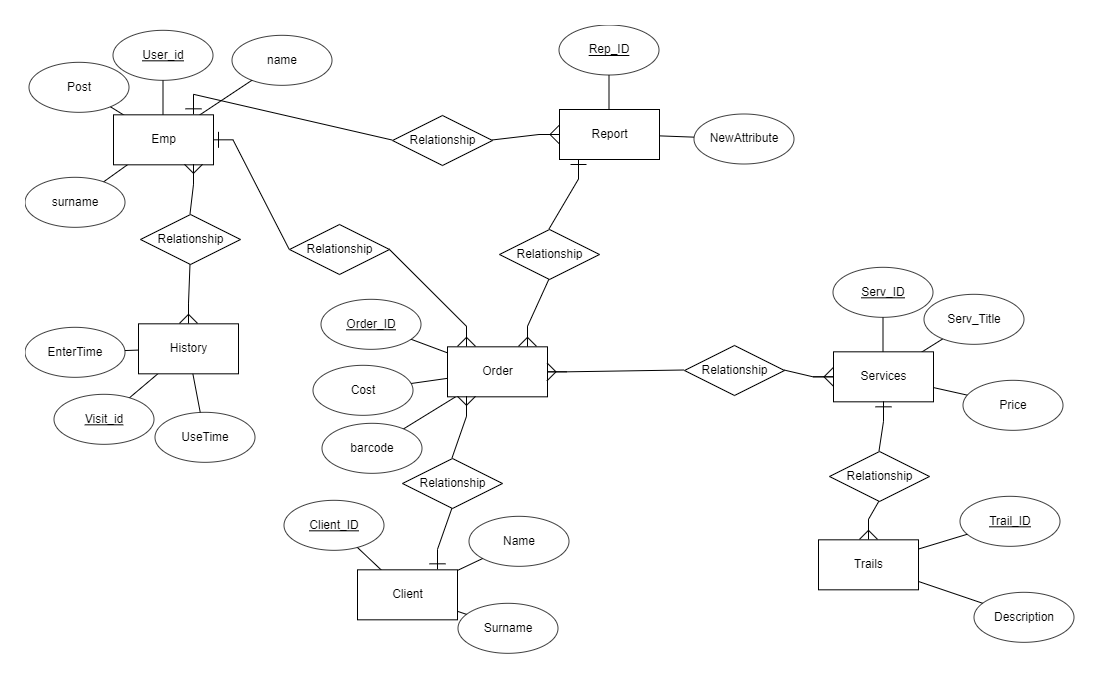 User_id
name
Rep_ID
Post
Emp
Relationship
Report
NewAttribute
surname
Relationship
Relationship
Relationship
Serv_ID
Order_ID
Serv_Title
EnterTime
History
Order
Relationship
Services
Cost
Price
Visit_id
UseTime
barcode
Relationship
Relationship
Client_ID
Name
Trail_ID
Trails
Client
Surname
Description